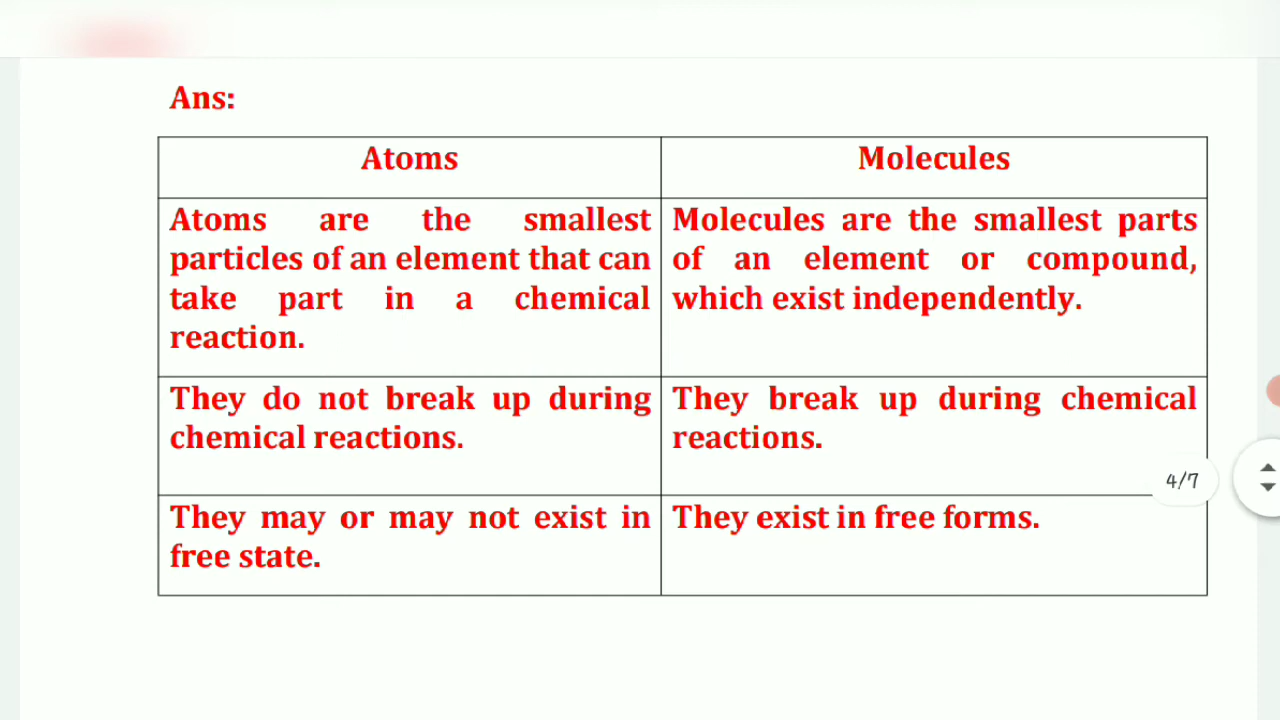 Ans:
Atoms
Molecules
Atoms are the smallest
particles of an element that can
take part in a chemical
reaction.
Molecules are the smallest parts
of an element or compound,
which exist independently.
They do not break up during
chemical reactions.
They break up during chemical
reactions.
4/7
They may or may not exist in
free state.
They exist in free forms.